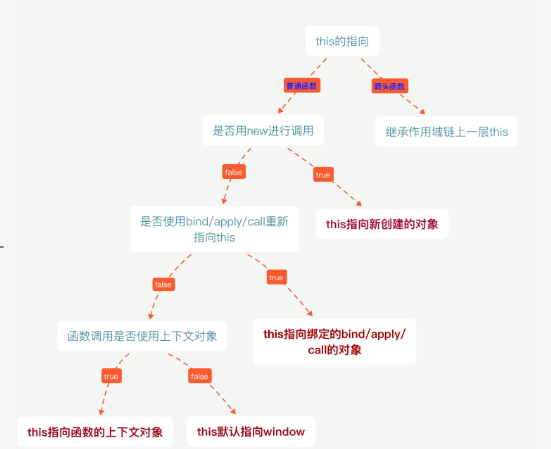 this的指向
普通函数
箭头函数
是否用new进行调用
继承作用域链上一层this
false
true
是否使用bind/apply/call重新
指向this
this指向新创建的对象
false
true
函数调用是否使用上下文对象
this指向绑定的bind/apply/
call的对象
true
false
this指向函数的上下文对象
this默认指向window